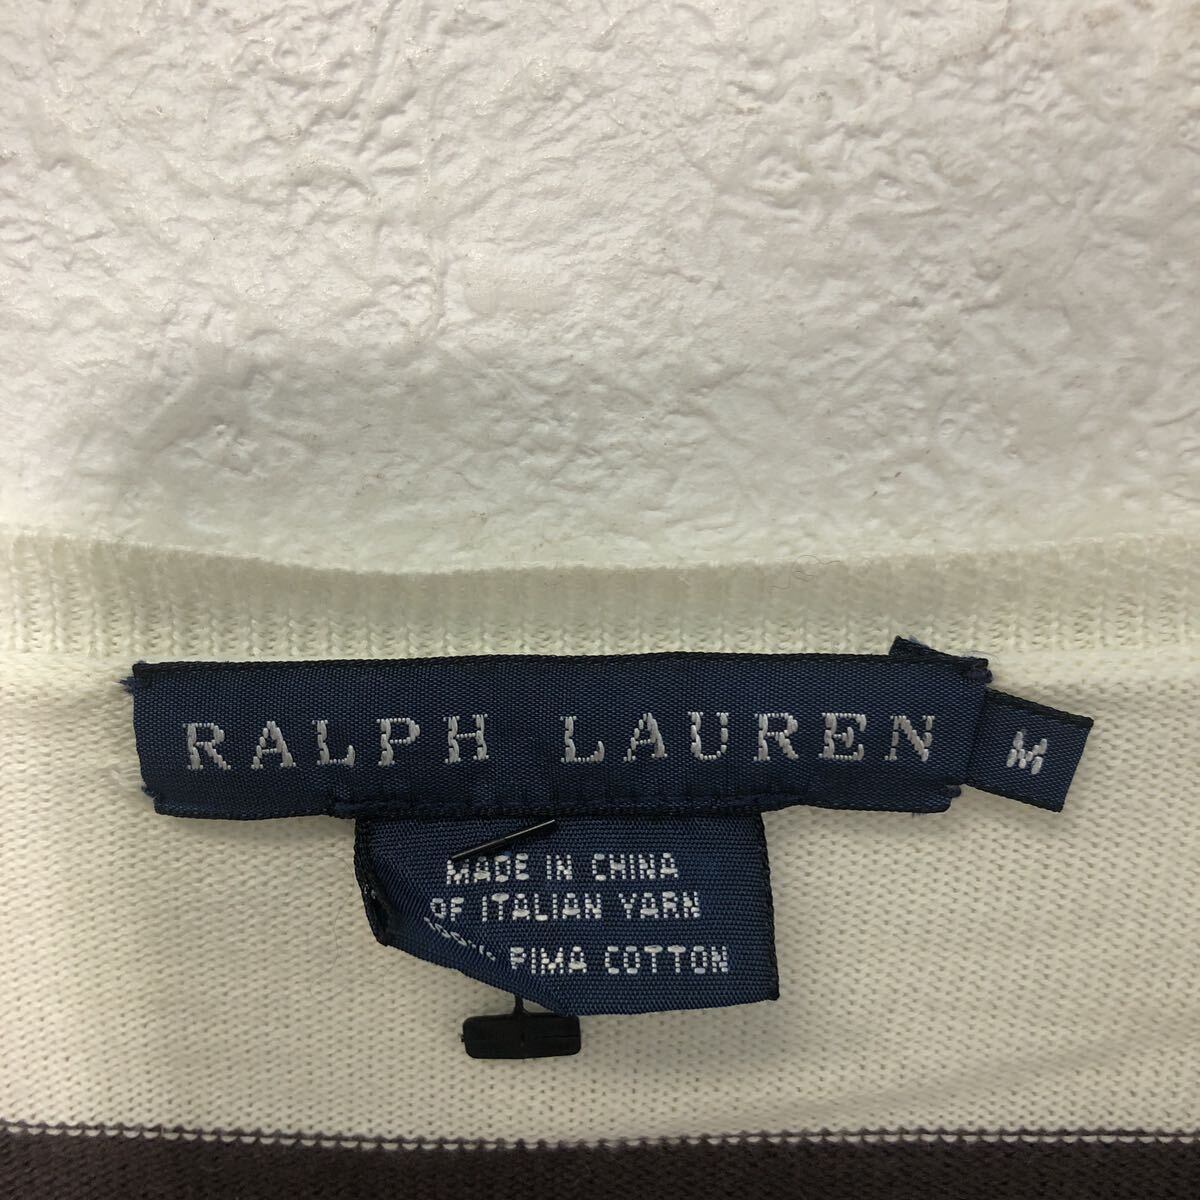 RALPH LAUREN
M
MADE IN CHINA
OF ITALIAN YARN
PIMA COTTON